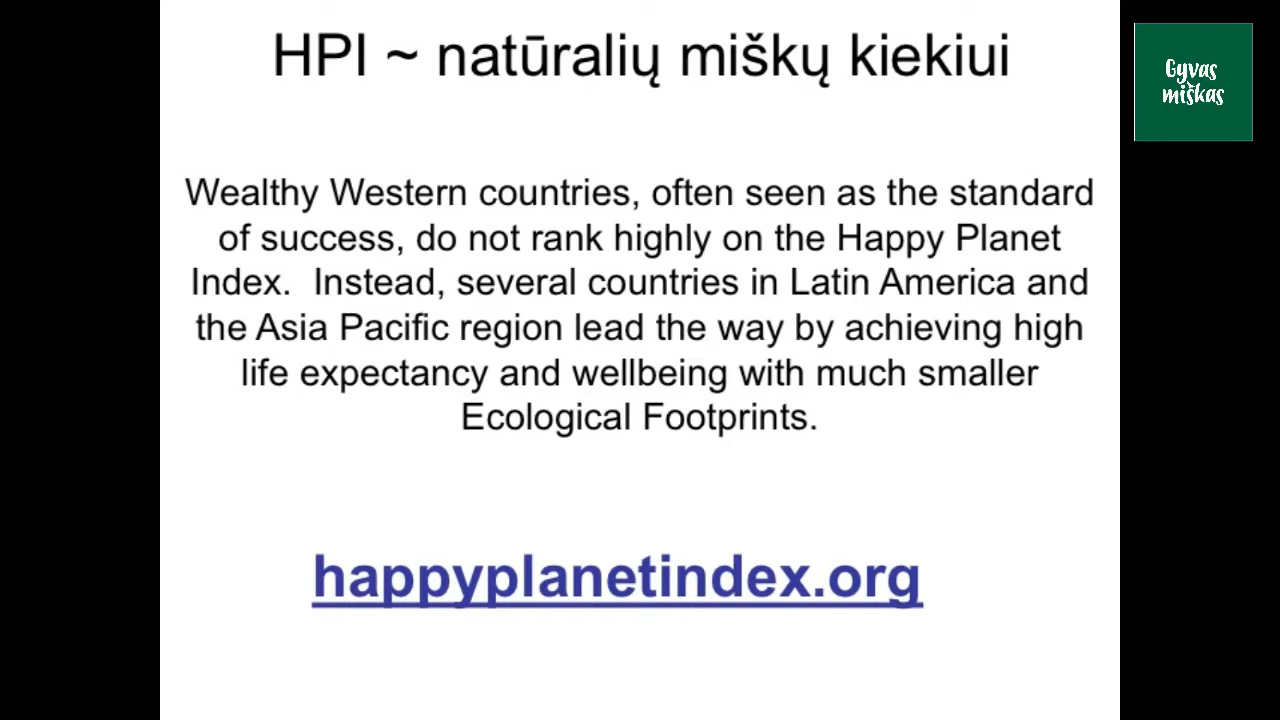 HPI ~ natūralių miškų kiekiui
Gyvas
miškas
Wealthy Western countries, often seen as the standard
of success, do not rank highly on the Happy Planet
Index.  Instead, several countries in Latin America and
the Asia Pacific region lead the way by achieving high
life expectancy and wellbeing with much smaller
Ecological Footprints.
happyplanetindex.org